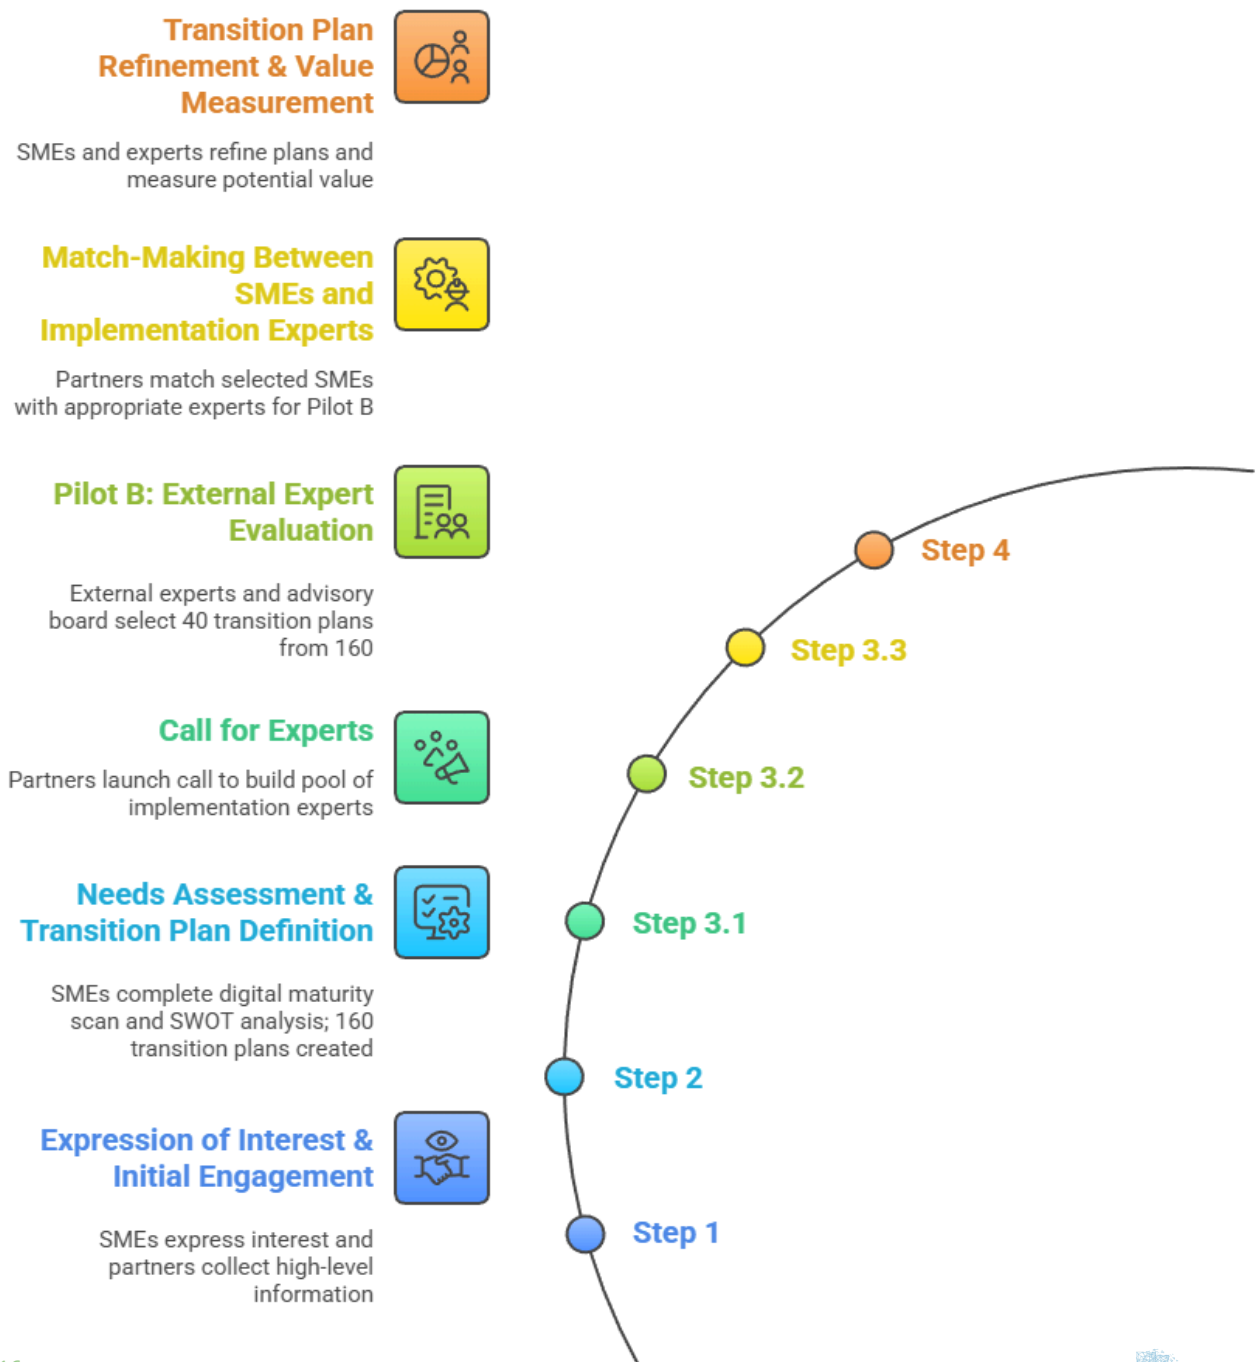 Transition Plan
Refinement & Value
Measurement
SMEs and experts refine plans and
measure potential value
Match-Making Between
SMEs and
Implementation Experts
Partners match selected SMEs
with appropriate experts for Pilot B
Pilot B: External Expert
Evaluation
External experts and advisory
board select 40 transition plans
from 160
Call for Experts
Partners launch call to build pool of
implementation experts
Needs Assessment &
Transition Plan Definition
SMEs complete digital maturity
scan and SWOT analysis; 160
transition plans created
Expression of Interest &
Initial Engagement
SMEs express interest and
partners collect high-level
information
Step 4
Step 3.3
Step 3.2
Step 3.1
Step 2
Step 1